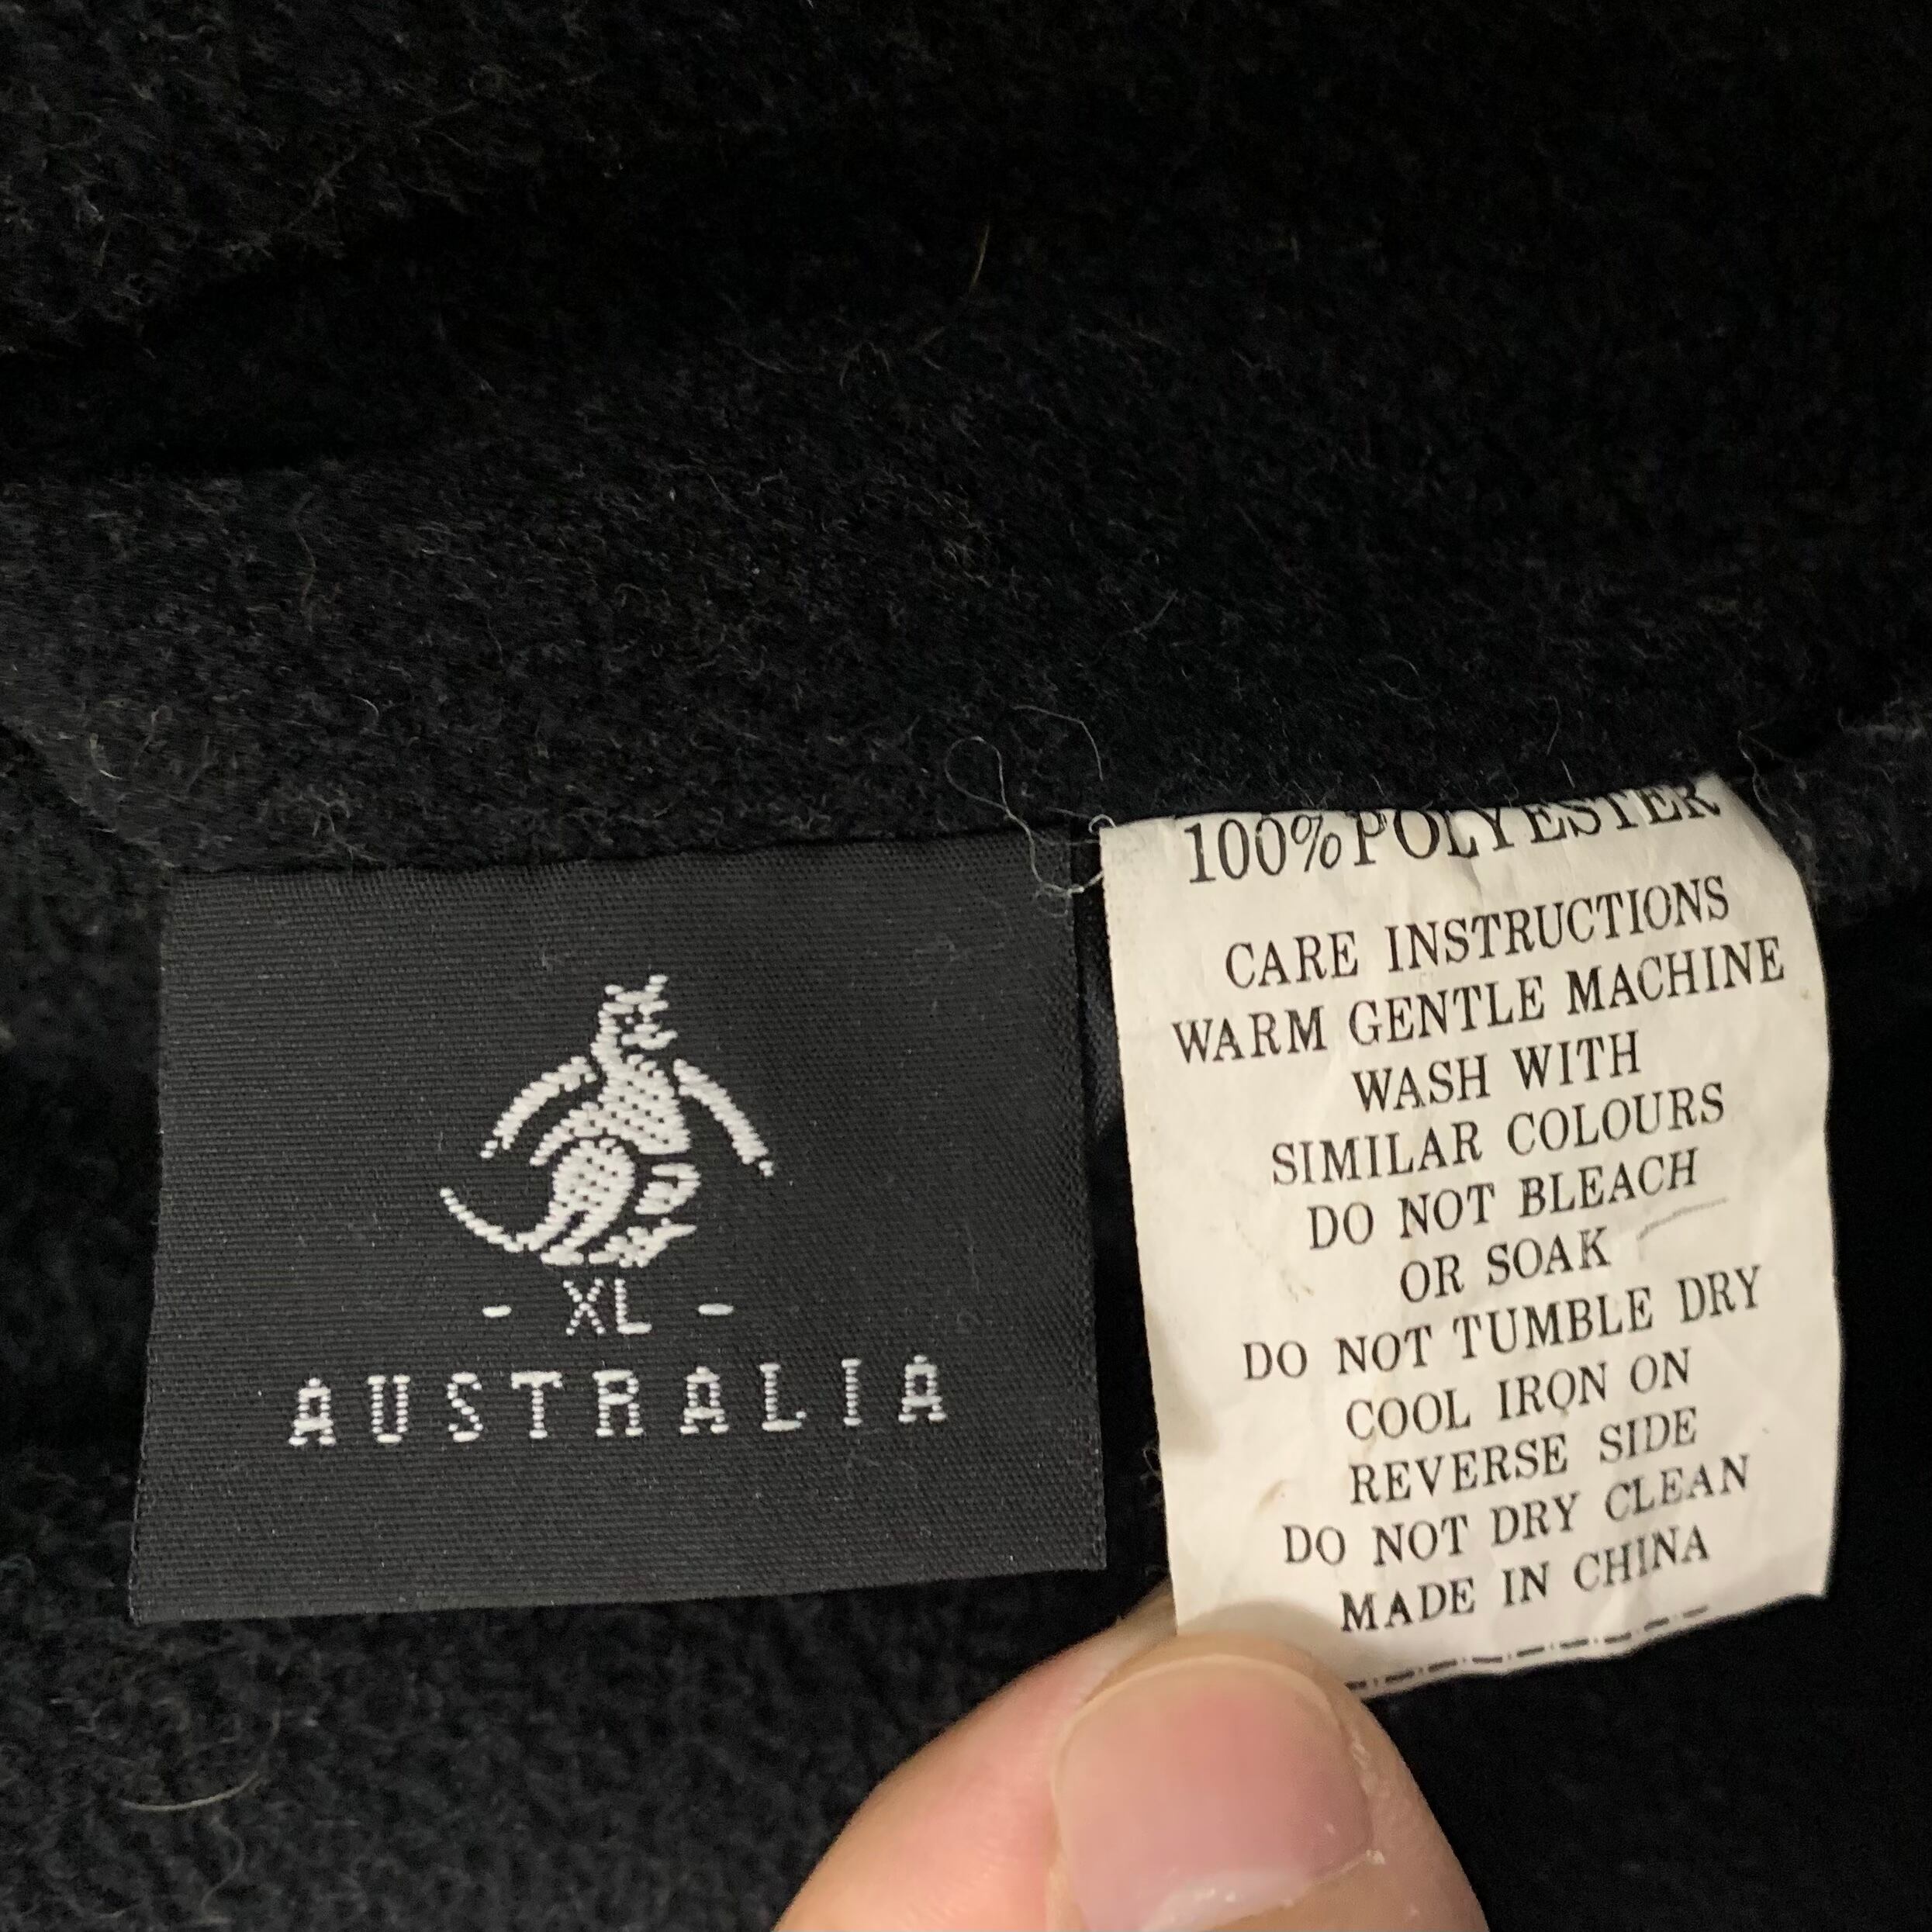 - XL -
AUSTRALIA
100% POLYESTER
CARE INSTRUCTIONS
WARM GENTLE MACHINE
WASH WITH
SIMILAR COLOURS
DO NOT BLEACH
OR SOAK
DO NOT TUMBLE DRY
COOL IRON ON
REVERSE SIDE
DO NOT DRY CLEAN
MADE IN CHINA